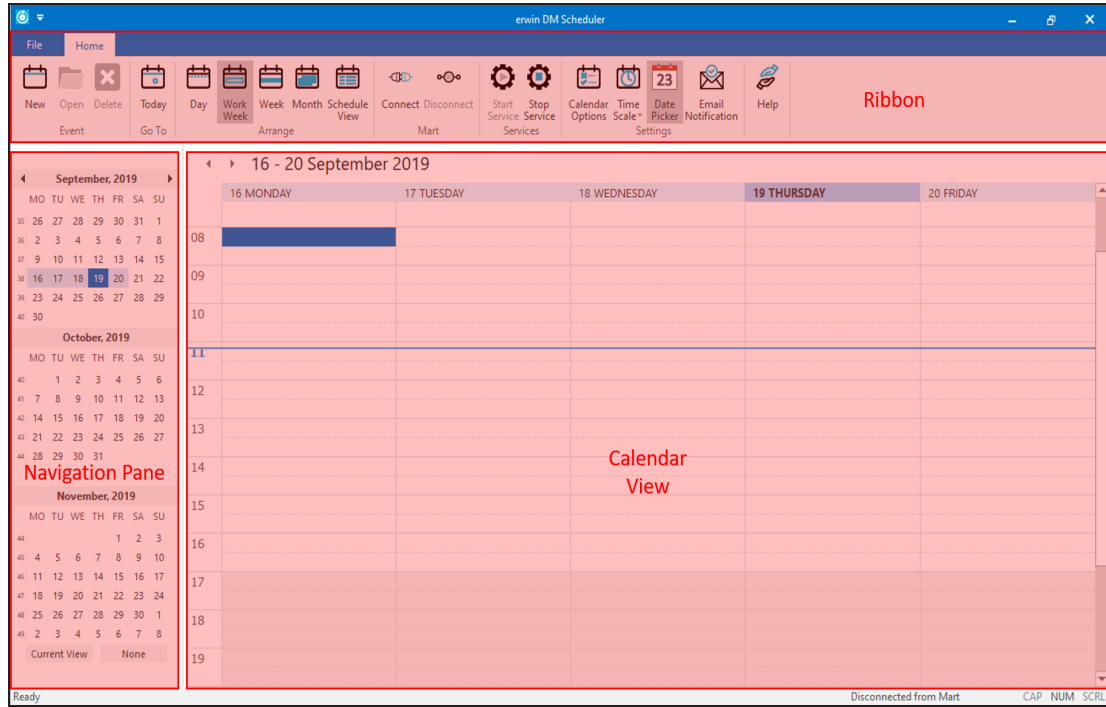 erwin DM Scheduler
File Home
New Open Delete Today Day Work Week Week Month Schedule View Connect Disconnect Start Service Stop Service Calendar Options Time Scale Date Picker Email Notification Help
23
Event Go To Arrange Mart Services Settings
Ribbon
September, 2019
MO TU WE TH FR SA SU
35 26 27 28 29 30 31 1
36 2 3 4 5 6 7 8
37 9 10 11 12 13 14 15
38 16 17 18 19 20 21 22
39 23 24 25 26 27 28 29
40 30
October, 2019
MO TU WE TH FR SA SU
40 1 2 3 4 5 6
41 7 8 9 10 11 12 13
42 14 15 16 17 18 19 20
43 21 22 23 24 25 26 27
44 28 29 30 31
Navigation Pane
November, 2019
MO TU WE TH FR SA SU
44 1 2 3
45 4 5 6 7 8 9 10
46 11 12 13 14 15 16 17
47 18 19 20 21 22 23 24
48 25 26 27 28 29 30 1
49 2 3 4 5 6 7 8
Current View None
16 - 20 September 2019
16 MONDAY 17 TUESDAY 18 WEDNESDAY 19 THURSDAY 20 FRIDAY
08
09
10
11
12
13
14
15
16
17
18
19
Calendar
View
Ready Disconnected from Mart CAP NUM SCRL